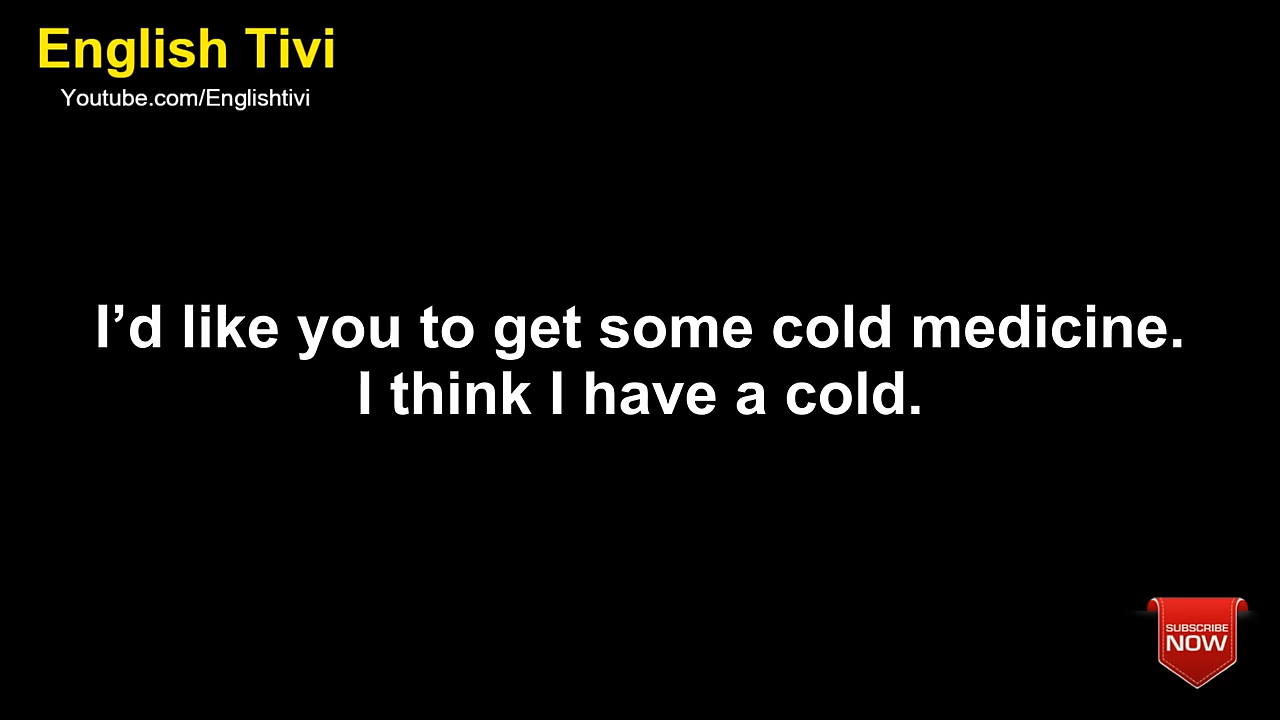 English Tivi
Youtube.com/Englishtivi
I’d like you to get some cold medicine.
I think I have a cold.
SUBSCRIBE
NOW